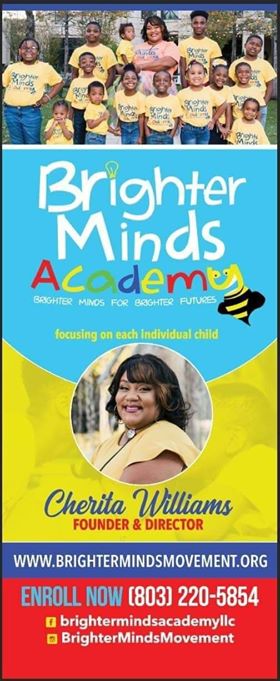 Brighter
Minds
Academy
BRIGHTER MINDS FOR BRIGHTER FUTURES
focusing on each individual child
Cherita Williams
FOUNDER & DIRECTOR
WWW.BRIGHTERMINDSMOVEMENT.ORG
ENROLL NOW (803) 220-5854
brightermindsacademyllc
BrighterMindsMovement